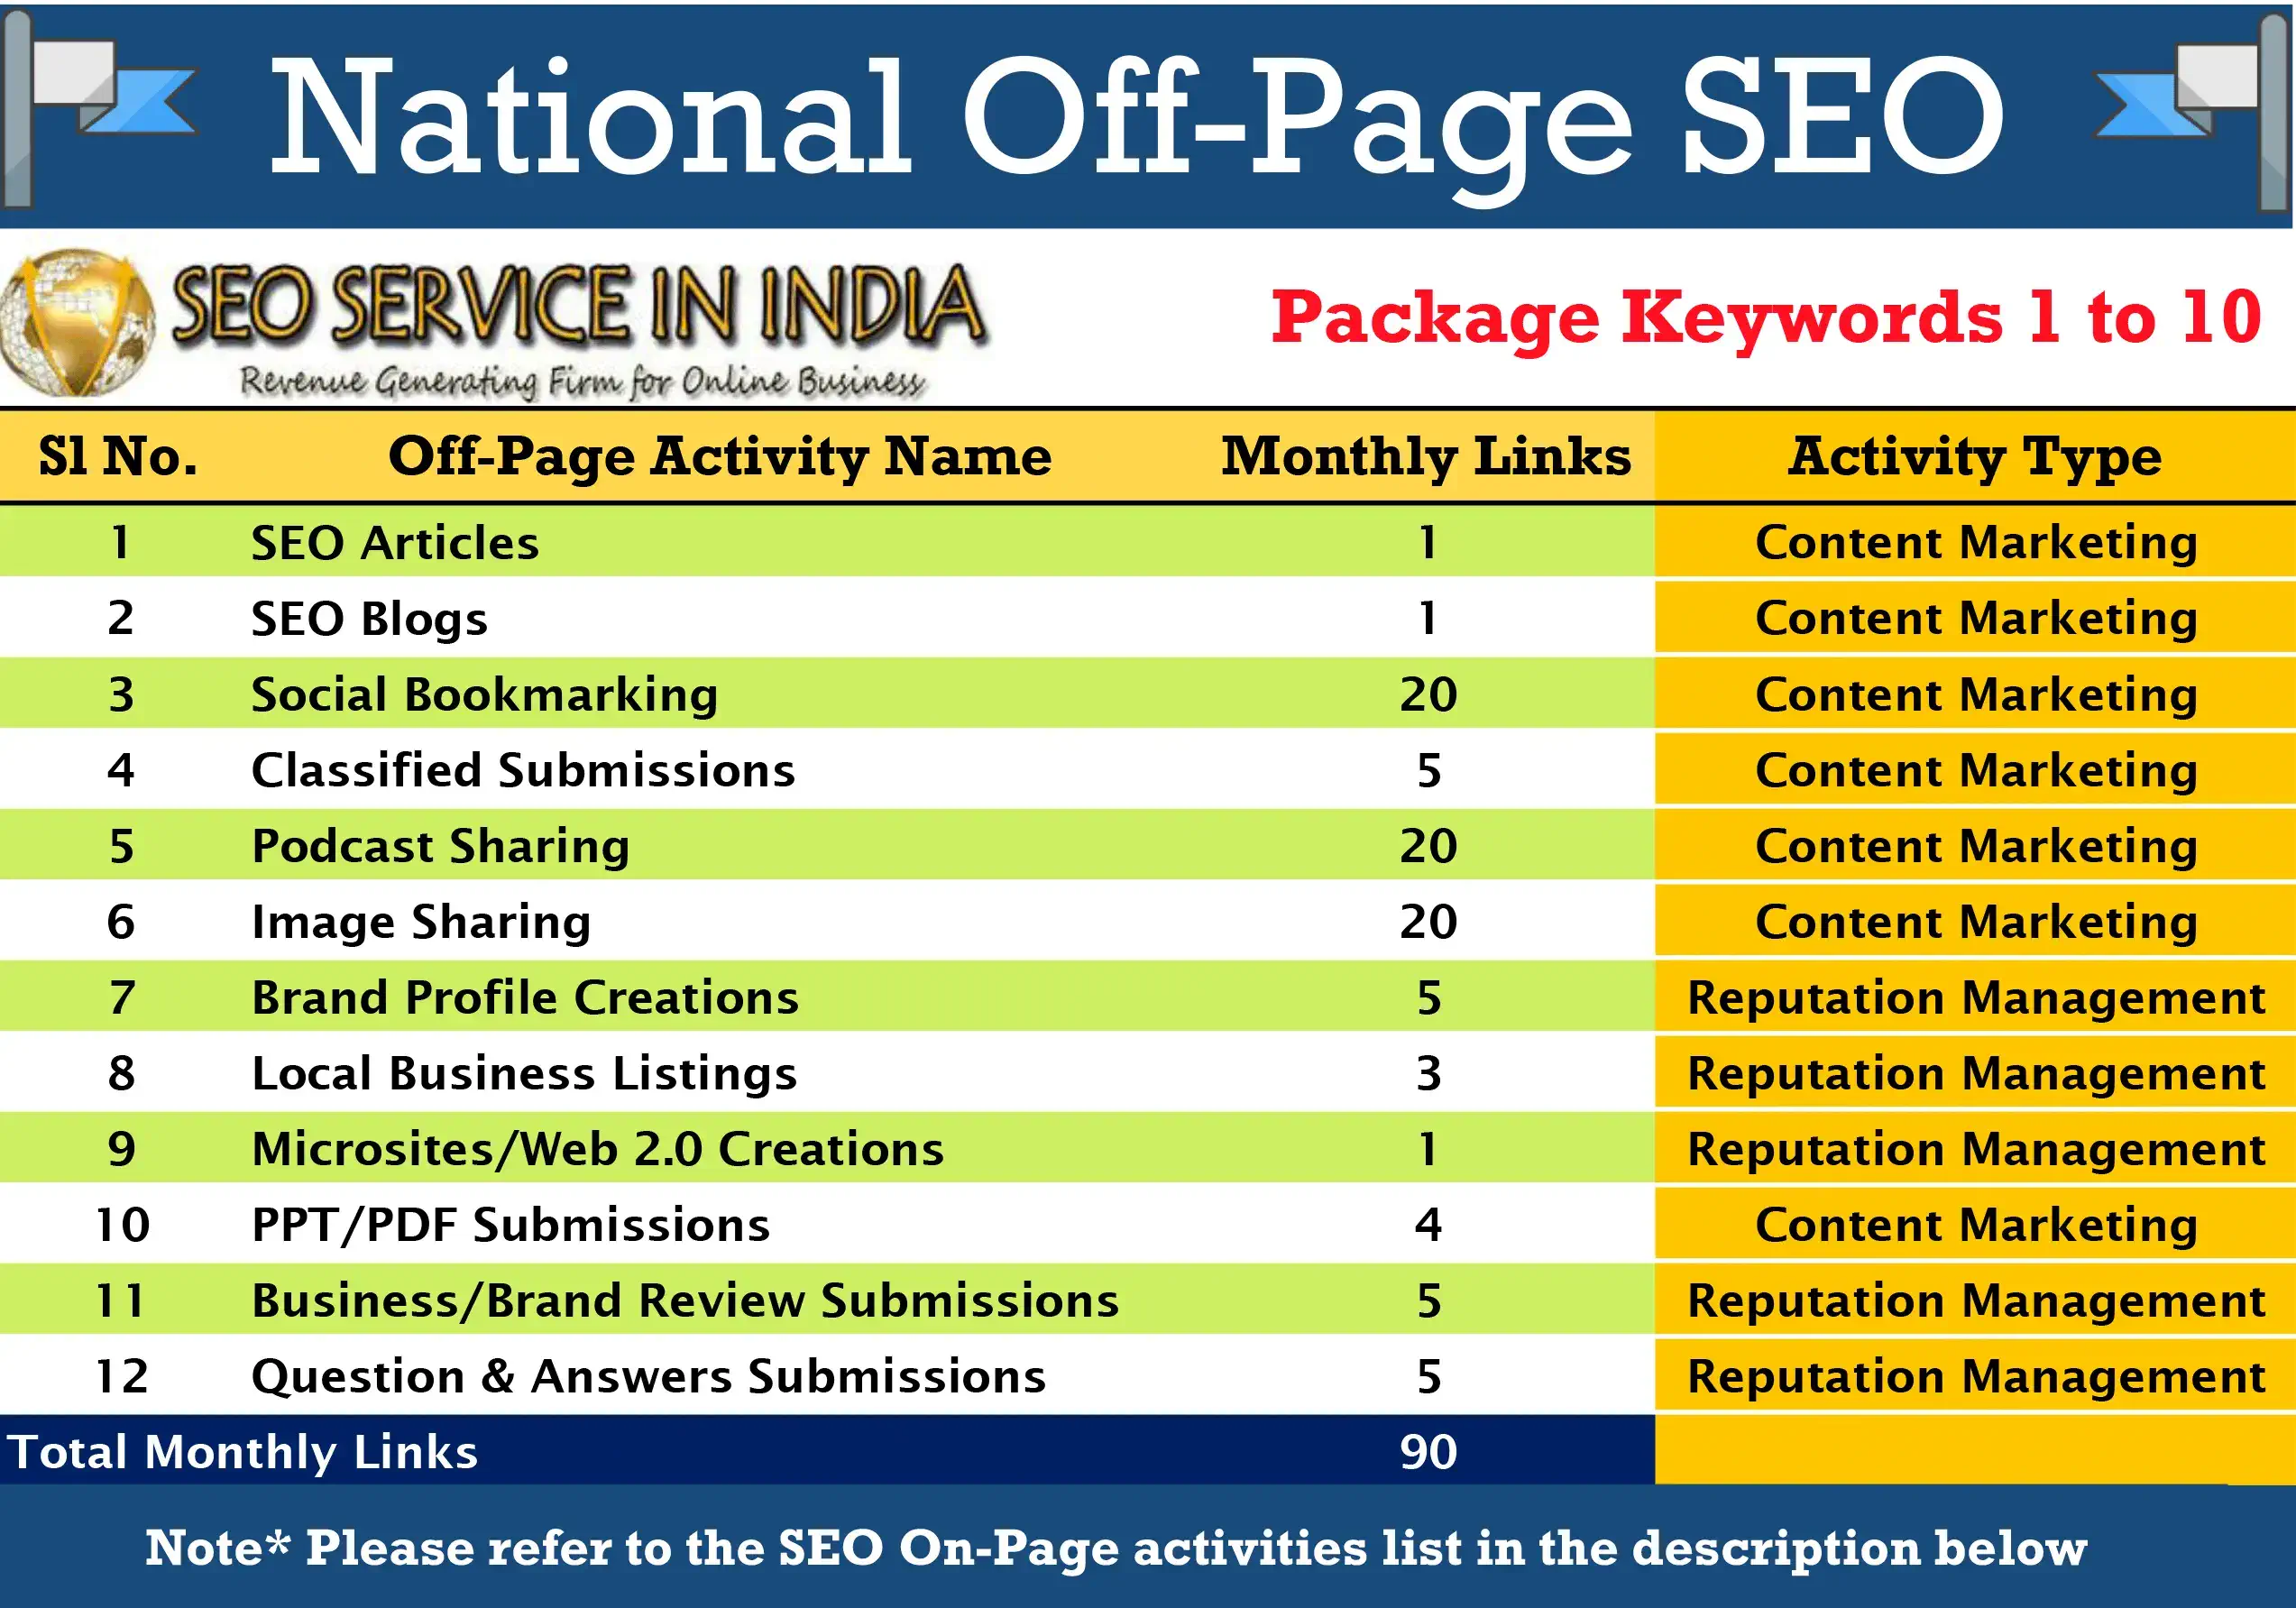 National Off-Page SEO
SEO SERVICE IN INDIA
Revenue Generating Firm for Online Business
Package Keywords 1 to 10
Sl No. Off-Page Activity Name Monthly Links Activity Type
1 SEO Articles 1 Content Marketing
2 SEO Blogs 1 Content Marketing
3 Social Bookmarking 20 Content Marketing
4 Classified Submissions 5 Content Marketing
5 Podcast Sharing 20 Content Marketing
6 Image Sharing 20 Content Marketing
7 Brand Profile Creations 5 Reputation Management
8 Local Business Listings 3 Reputation Management
9 Microsites/Web 2.0 Creations 1 Reputation Management
10 PPT/PDF Submissions 4 Content Marketing
11 Business/Brand Review Submissions 5 Reputation Management
12 Question & Answers Submissions 5 Reputation Management
Total Monthly Links 90
Note* Please refer to the SEO On-Page activities list in the description below